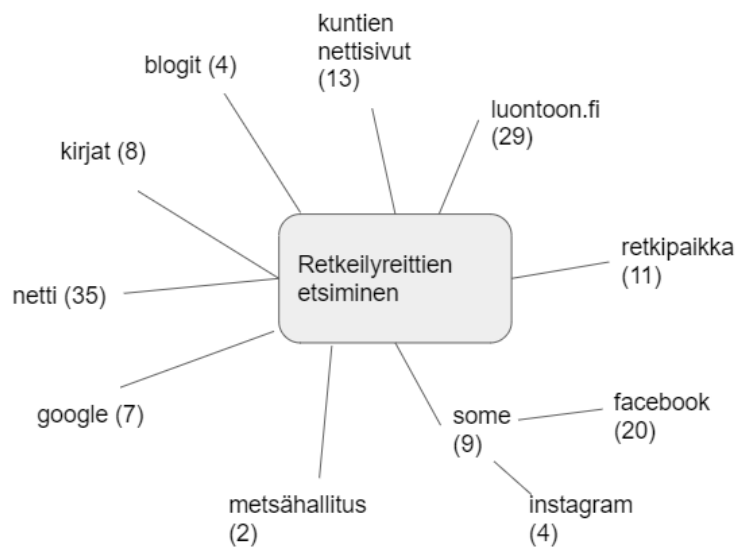 kuntien
nettisivut
(13)
blogit (4)
luontoon.fi
(29)
kirjat (8)
Retkeilyreittien
etsiminen
retkipaikka
(11)
netti (35)
google (7)
some
(9)
facebook
(20)
metsähallitus
(2)
instagram
(4)